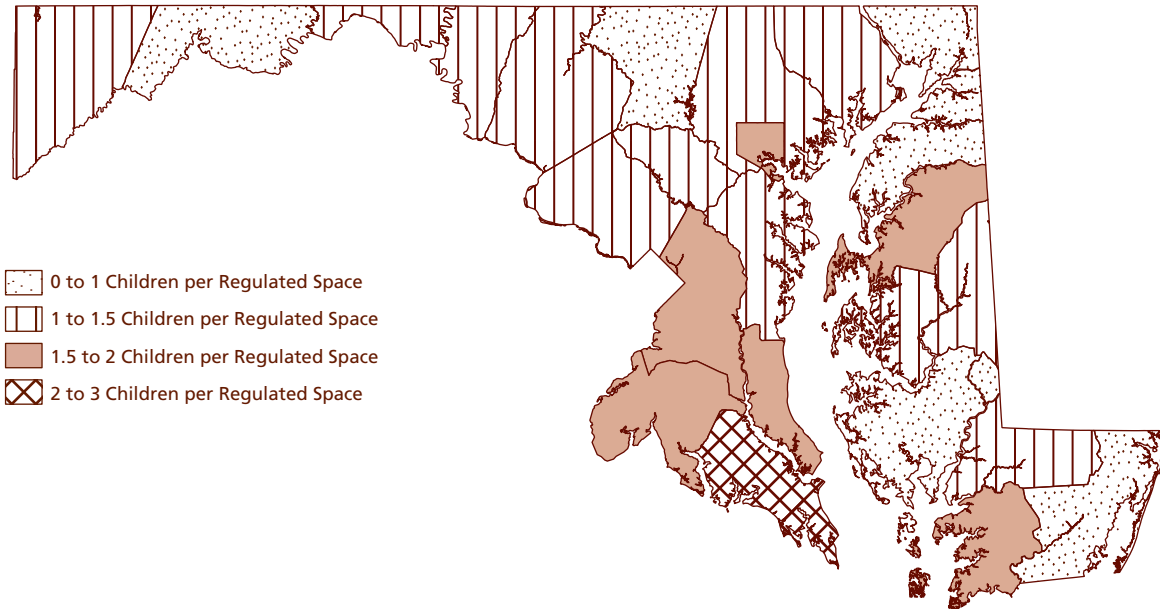 0 to 1 Children per Regulated Space
1 to 1.5 Children per Regulated Space
1.5 to 2 Children per Regulated Space
2 to 3 Children per Regulated Space